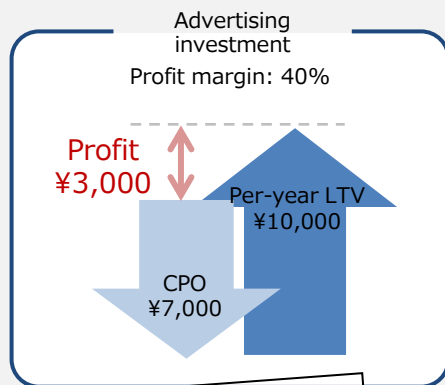 Advertising
investment
Profit margin: 40%
Profit
¥3,000
Per-year LTV
¥10,000
CPO
¥7,000